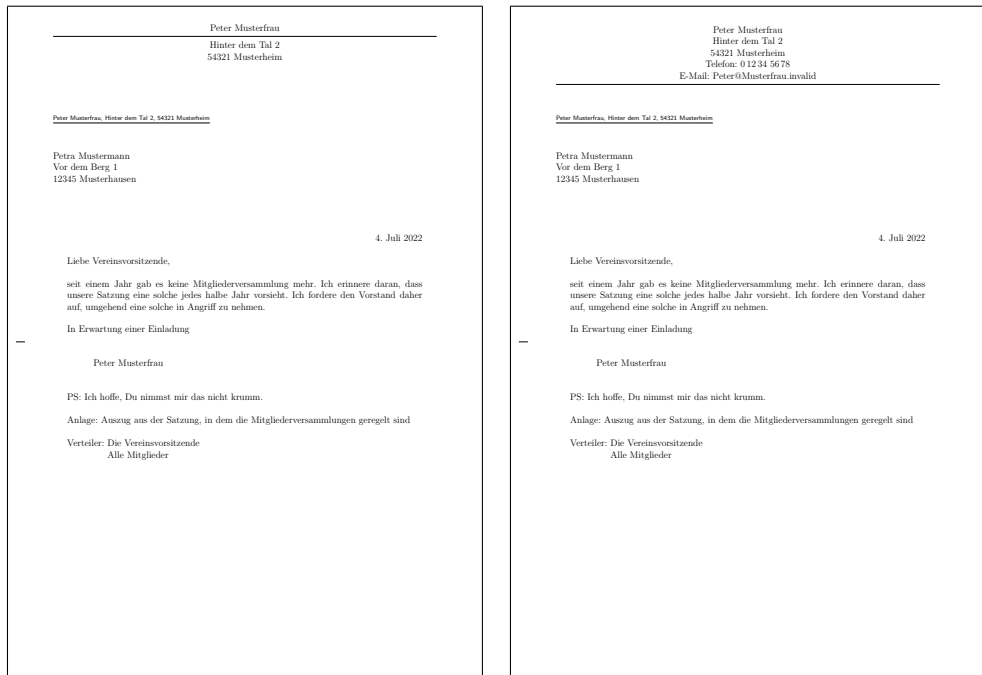 Peter Musterfrau
Hinter dem Tal 2
54321 Musterheim
Peter Musterfrau, Hinter dem Tal 2, 54321 Musterheim
Petra Mustermann
Vor dem Berg 1
12345 Musterhausen
4. Juli 2022
Liebe Vereinsvorsitzende,
seit einem Jahr gab es keine Mitgliederversammlung mehr. Ich erinnere daran, dass
unsere Satzung eine solche jedes halbe Jahr vorsieht. Ich fordere den Vorstand daher
auf, umgehend eine solche in Angriff zu nehmen.
In Erwartung einer Einladung
Peter Musterfrau
PS: Ich hoffe, Du nimmst mir das nicht krumm.
Anlage: Auszug aus der Satzung, in dem die Mitgliederversammlungen geregelt sind
Verteiler: Die Vereinsvorsitzende
Alle Mitglieder
Peter Musterfrau
Hinter dem Tal 2
54321 Musterheim
Telefon: 0 12 34 56 78
E-Mail: Peter@Musterfrau.invalid
Peter Musterfrau, Hinter dem Tal 2, 54321 Musterheim
Petra Mustermann
Vor dem Berg 1
12345 Musterhausen
4. Juli 2022
Liebe Vereinsvorsitzende,
seit einem Jahr gab es keine Mitgliederversammlung mehr. Ich erinnere daran, dass
unsere Satzung eine solche jedes halbe Jahr vorsieht. Ich fordere den Vorstand daher
auf, umgehend eine solche in Angriff zu nehmen.
In Erwartung einer Einladung
Peter Musterfrau
PS: Ich hoffe, Du nimmst mir das nicht krumm.
Anlage: Auszug aus der Satzung, in dem die Mitgliederversammlungen geregelt sind
Verteiler: Die Vereinsvorsitzende
Alle Mitglieder